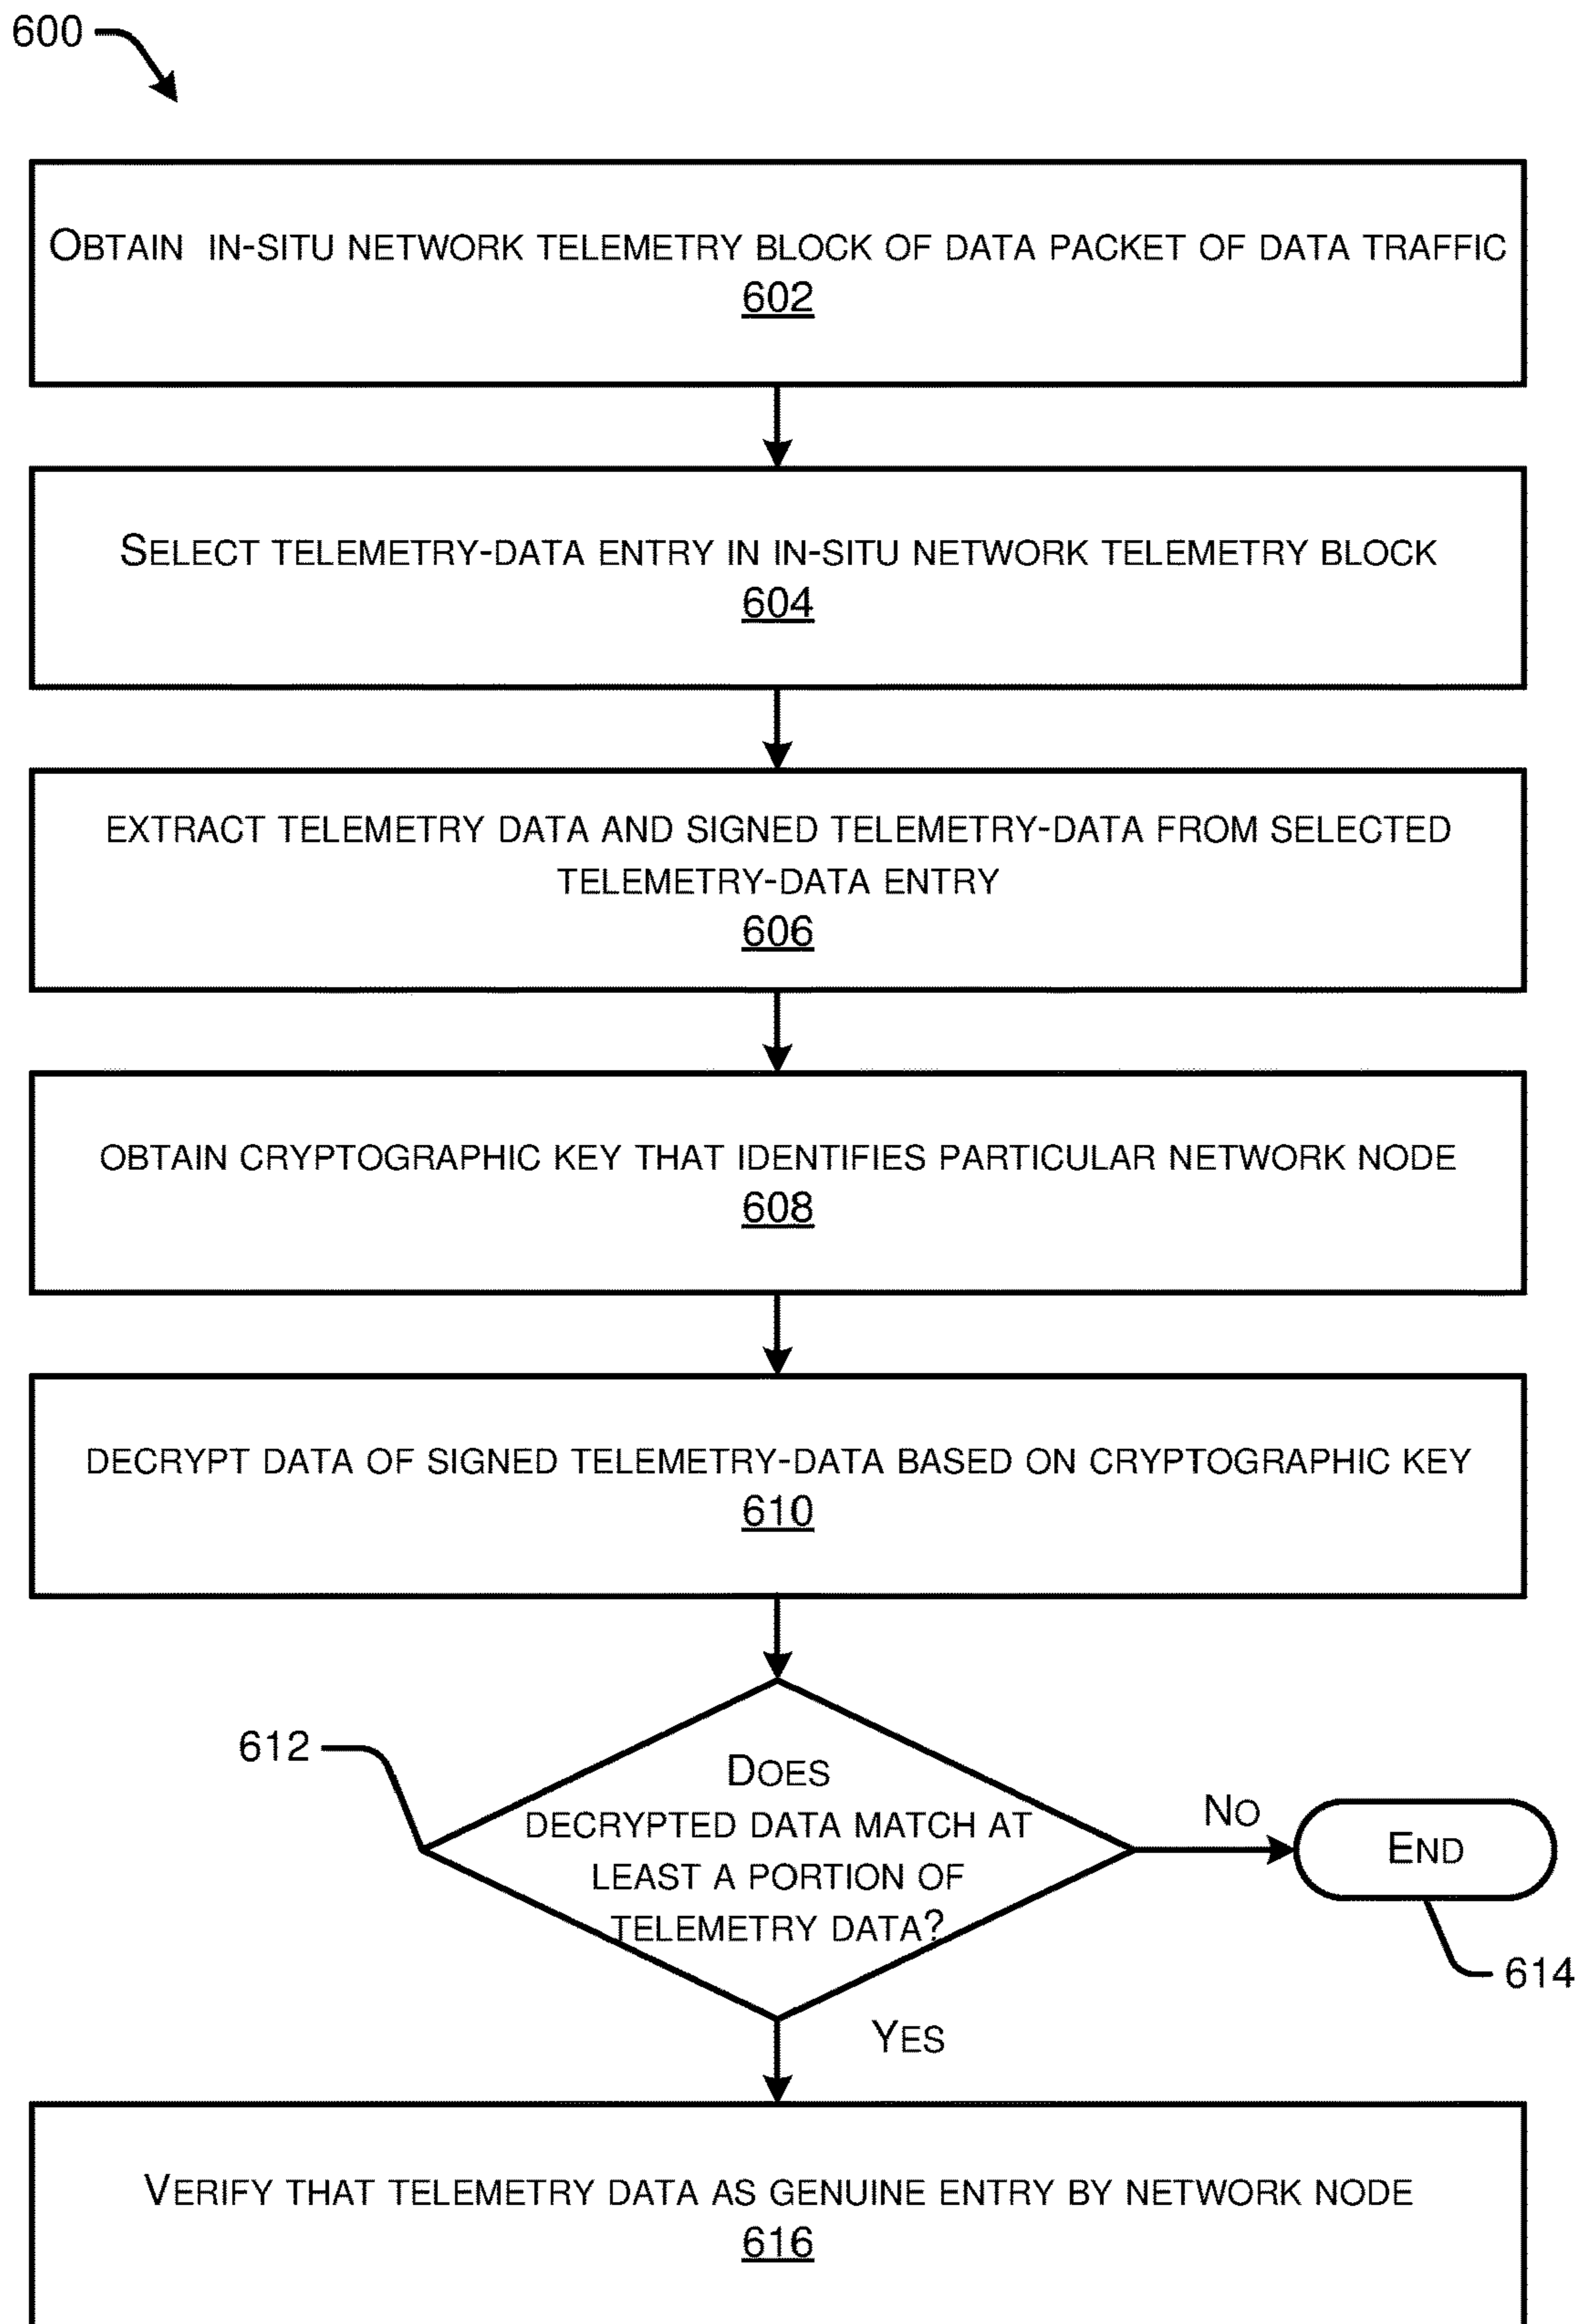 600
OBTAIN IN-SITU NETWORK TELEMETRY BLOCK OF DATA PACKET OF DATA TRAFFIC
602
SELECT TELEMETRY-DATA ENTRY IN IN-SITU NETWORK TELEMETRY BLOCK
604
EXTRACT TELEMETRY DATA AND SIGNED TELEMETRY-DATA FROM SELECTED
TELEMETRY-DATA ENTRY
606
OBTAIN CRYPTOGRAPHIC KEY THAT IDENTIFIES PARTICULAR NETWORK NODE
608
DECRYPT DATA OF SIGNED TELEMETRY-DATA BASED ON CRYPTOGRAPHIC KEY
610
612
DOES
DECRYPTED DATA MATCH AT
LEAST A PORTION OF
TELEMETRY DATA?
NO
END
614
YES
VERIFY THAT TELEMETRY DATA AS GENUINE ENTRY BY NETWORK NODE
616